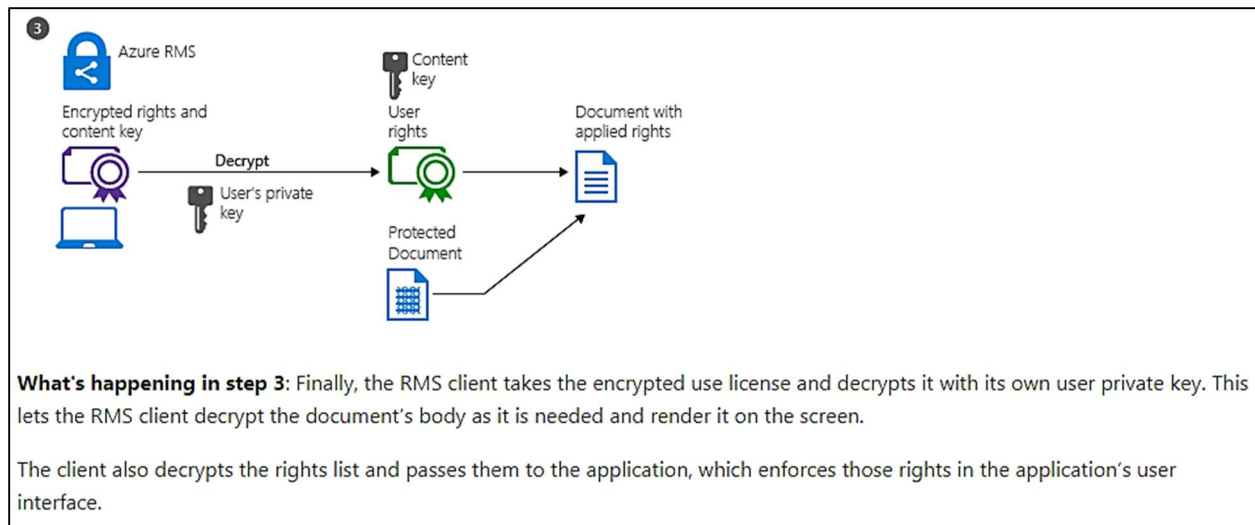 3
Azure RMS
Content
key
Encrypted rights and
content key
User
rights
Document with
applied rights
Decrypt
User's private
key
Protected
Document
What's happening in step 3: Finally, the RMS client takes the encrypted use license and decrypts it with its own user private key. This
lets the RMS client decrypt the document's body as it is needed and render it on the screen.
The client also decrypts the rights list and passes them to the application, which enforces those rights in the application's user
interface.